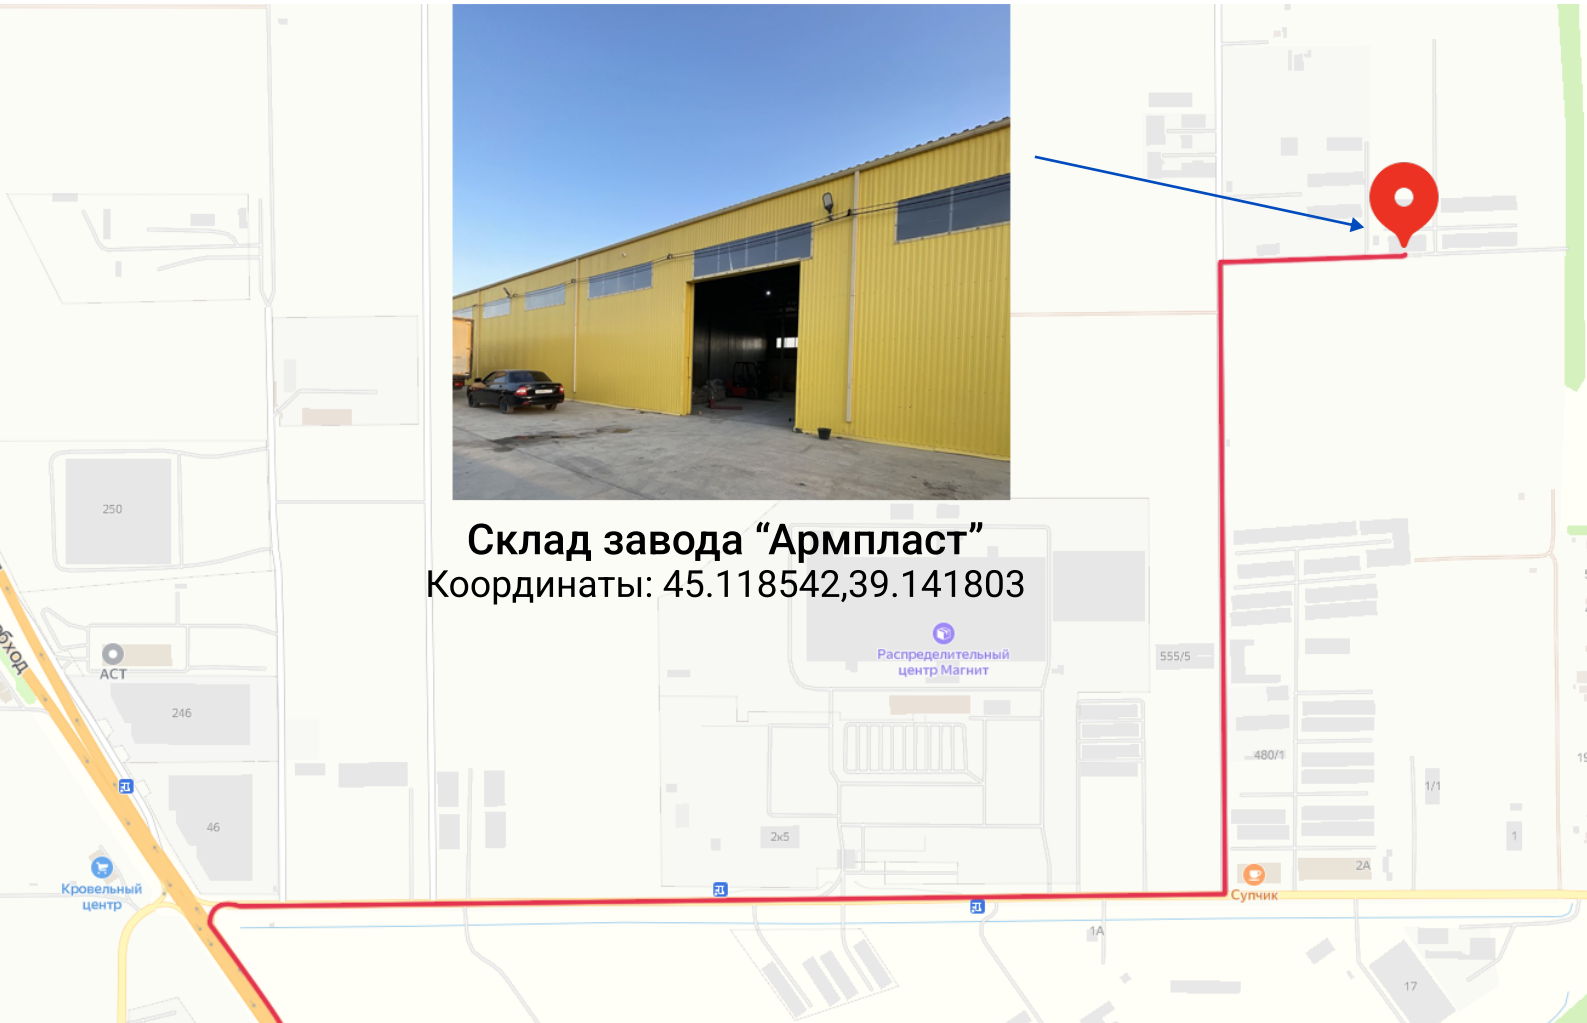 Склад завода “Армпласт”
Координаты: 45.118542,39.141803
250
Распределительный
центр Магнит
555/5
обход
АСТ
246
480/1
1/1
46
2к5
1
2А
Кровельный
центр
Супчик
1А
17